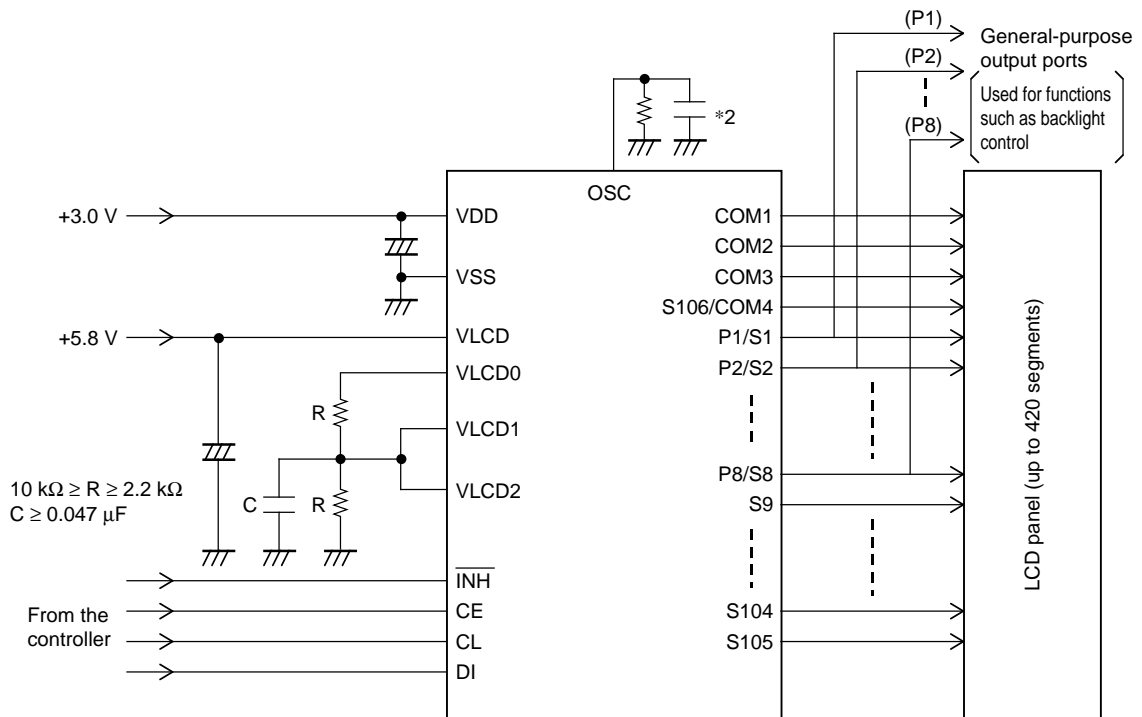 (P1)
General-purpose
output ports
(P2)
Used for functions
such as backlight
control
(P8)
*2
OSC
+3.0 V
VDD
VSS
+5.8 V
VLCD
VLCD0
R
VLCD1
VLCD2
C
R
10 kΩ ≥ R ≥ 2.2 kΩ
C ≥ 0.047 μF
From the
controller
INH
CE
CL
DI
COM1
COM2
COM3
S106/COM4
P1/S1
P2/S2
P8/S8
S9
S104
S105
LCD panel (up to 420 segments)